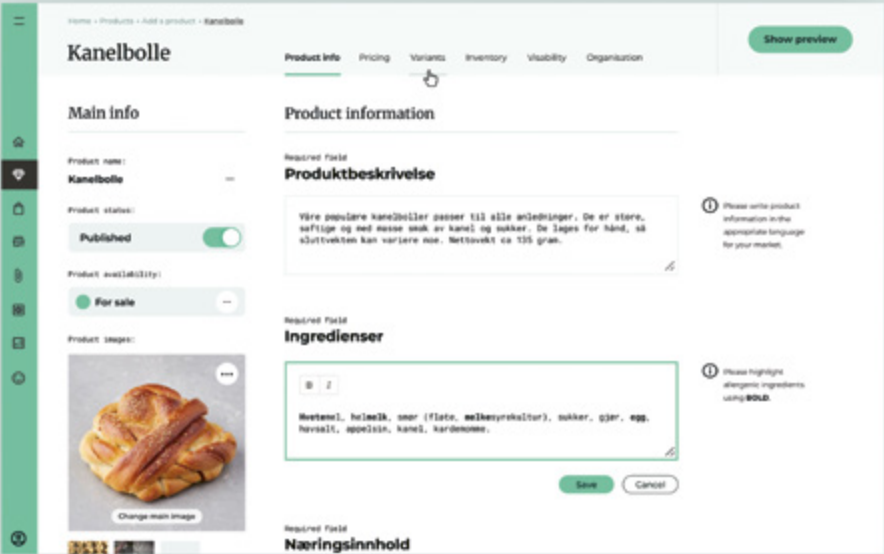 Home • Products • Add a product • Kanelbolle
Kanelbolle
Product info Pricing Variants Inventory Visability Organisation
Show preview
Main info
Product name:
Kanelbolle
Product status:
Published
Product availability:
For sale
Product images:
Change main image
Product information
Required field
Produktbeskrivelse
Våre populære kanelboller passer til alle anledninger. De er store,
saftige og med masse smak av kanel og sukker. De lages for hånd, så
sluttvekten kan variere noe. Nettovekt ca 135 gram.
Please write product
information in the
appropriate language
for your market.
Required field
Ingredienser
B I
Hvetemel, helmelk, smør (fløte, melkesyrekultur), sukker, gjær, egg,
havsalt, appelsin, kanel, kardemomme.
Please highlight
allergenic ingredients
using BOLD.
Save Cancel
Required field
Næringsinnhold